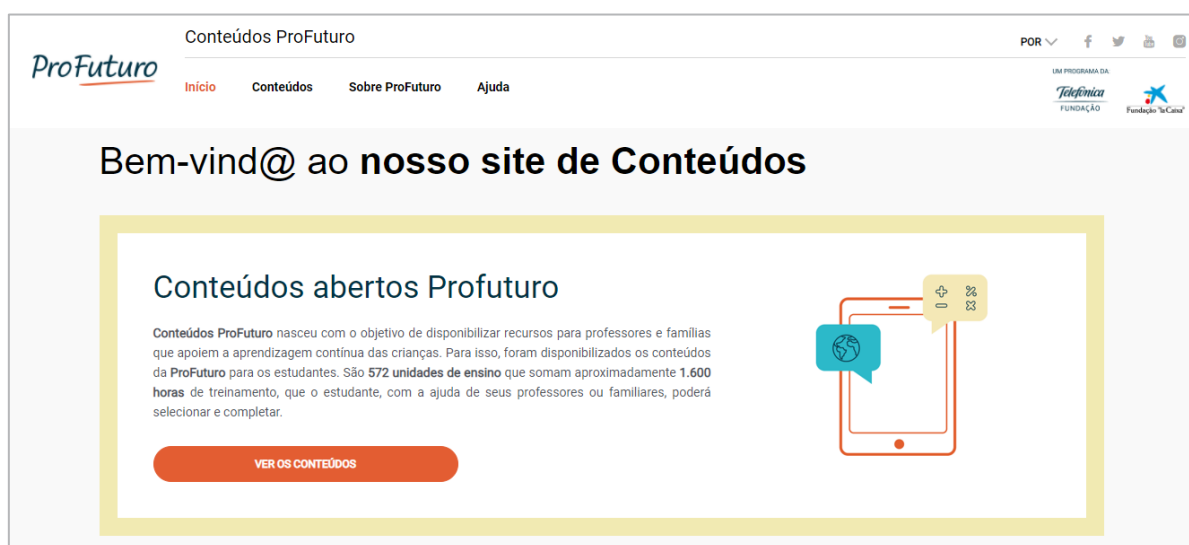 Conteúdos ProFuturo
POR
ProFuturo
Início Conteúdos Sobre ProFuturo Ajuda
UM PROGRAMA DA
Telefónica
FUNDAÇÃO
Fundação "la Caixa"
Bem-vind@ ao nosso site de Conteúdos
Conteúdos abertos Profuturo
Conteúdos ProFuturo nasceu com o objetivo de disponibilizar recursos para professores e famílias
que apoiem a aprendizagem contínua das crianças. Para isso, foram disponibilizados os conteúdos
da ProFuturo para os estudantes. São 572 unidades de ensino que somam aproximadamente 1.600
horas de treinamento, que o estudante, com a ajuda de seus professores ou familiares, poderá
selecionar e completar.
VER OS CONTEÚDOS